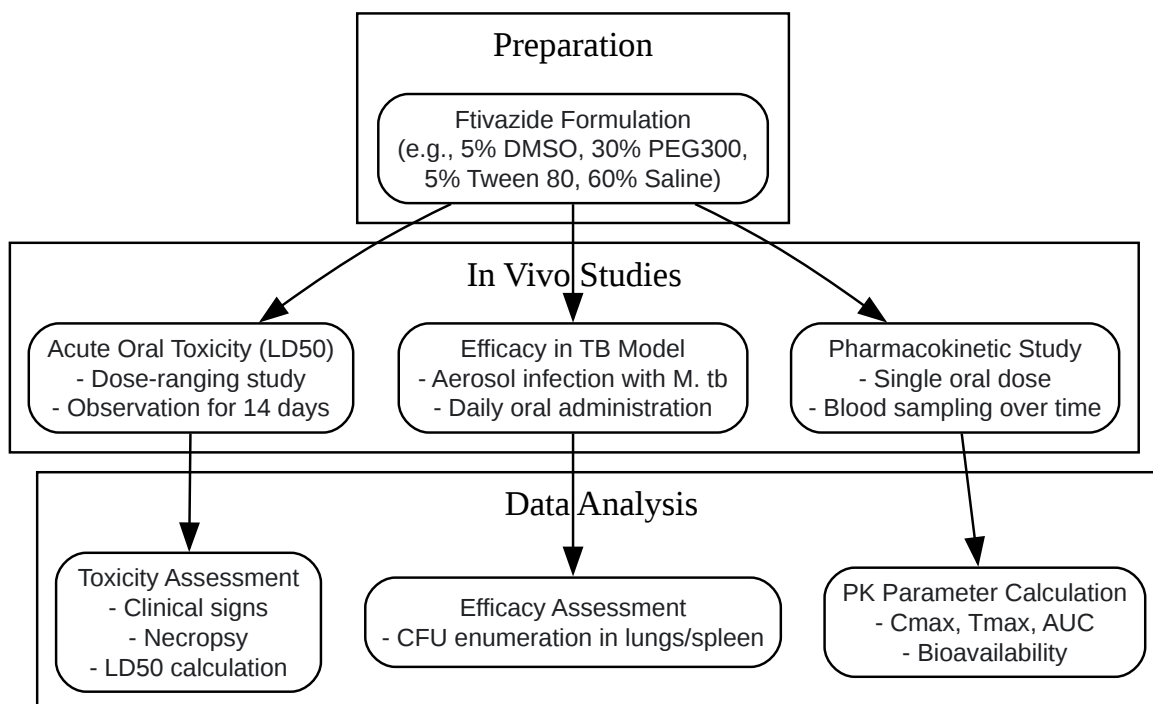 Preparation
Ftivazide Formulation
(e.g., 5% DMSO, 30% PEG300,
5% Tween 80, 60% Saline)
In Vivo Studies
Acute Oral Toxicity (LD50)
- Dose-ranging study
- Observation for 14 days
Efficacy in TB Model
- Aerosol infection with M. tb
- Daily oral administration
Pharmacokinetic Study
- Single oral dose
- Blood sampling over time
Data Analysis
Toxicity Assessment
- Clinical signs
- Necropsy
- LD50 calculation
Efficacy Assessment
- CFU enumeration in lungs/spleen
PK Parameter Calculation
- Cmax, Tmax, AUC
- Bioavailability